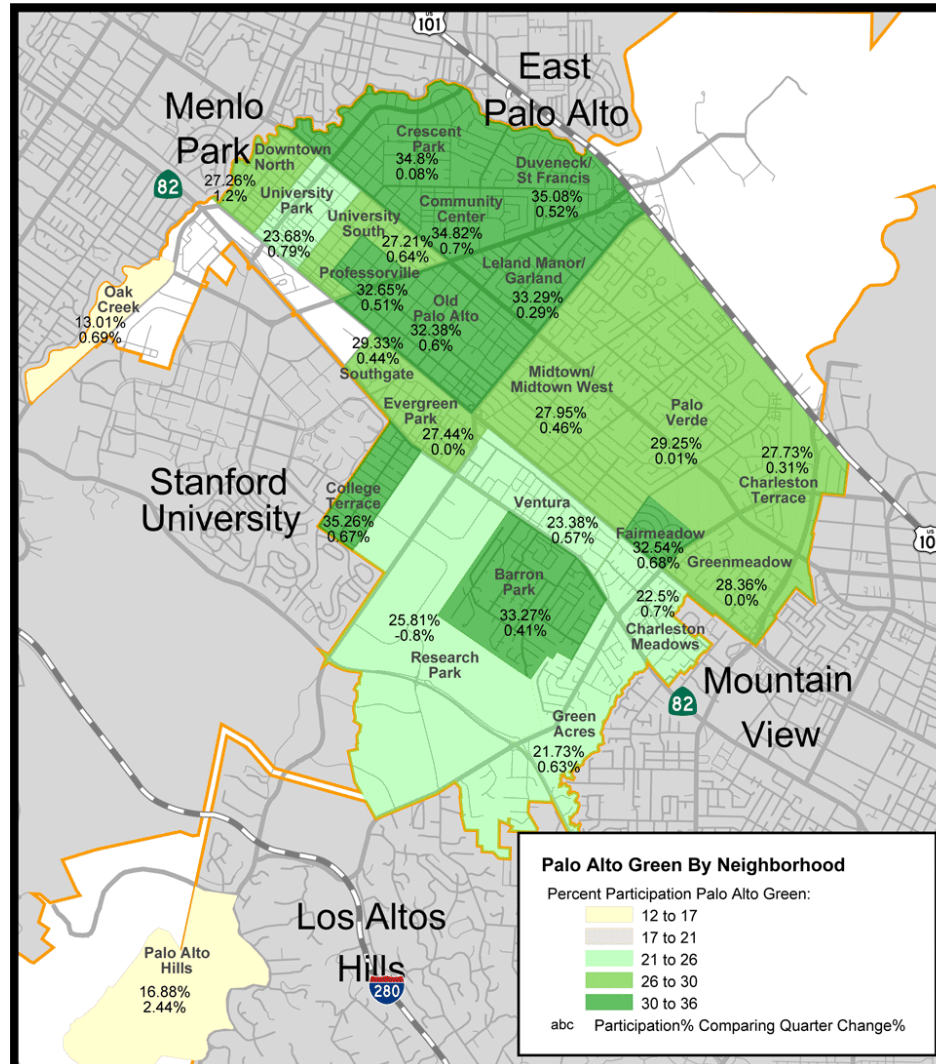 US
101
East
Palo Alto
Menlo
Park
82
Crescent
Park
34.8%
0.08%
Downtown
North
27.26%
1.2%
Duveneck/
St Francis
35.08%
0.52%
University
Park
23.68%
0.79%
University
South
27.21%
0.64%
Community
Center
34.82%
0.7%
Leland Manor/
Garland
33.29%
0.29%
Professorville
32.65%
0.51%
Old
Palo Alto
32.38%
0.6%
Oak
Creek
13.01%
0.69%
29.33%
0.44%
Southgate
Midtown/
Midtown West
27.95%
0.46%
Evergreen
Park
27.44%
0.0%
Palo
Verde
29.25%
0.01%
27.73%
0.31%
Charleston
Terrace
Stanford
University
College
Terrace
35.26%
0.67%
Ventura
23.38%
0.57%
Fairmeadow
32.54%
0.68%
US
10
Greenmeadow
28.36%
0.0%
Barron
Park
33.27%
0.41%
22.5%
0.7%
Charleston
Meadows
25.81%
-0.8%
Research
Park
Mountain
View
82
Green
Acres
21.73%
0.63%
Los Altos
Hills
280
Palo Alto
Hills
16.88%
2.44%
Palo Alto Green By Neighborhood
Percent Participation Palo Alto Green:
12 to 17
17 to 21
21 to 26
26 to 30
30 to 36
abc Participation% Comparing Quarter Change%